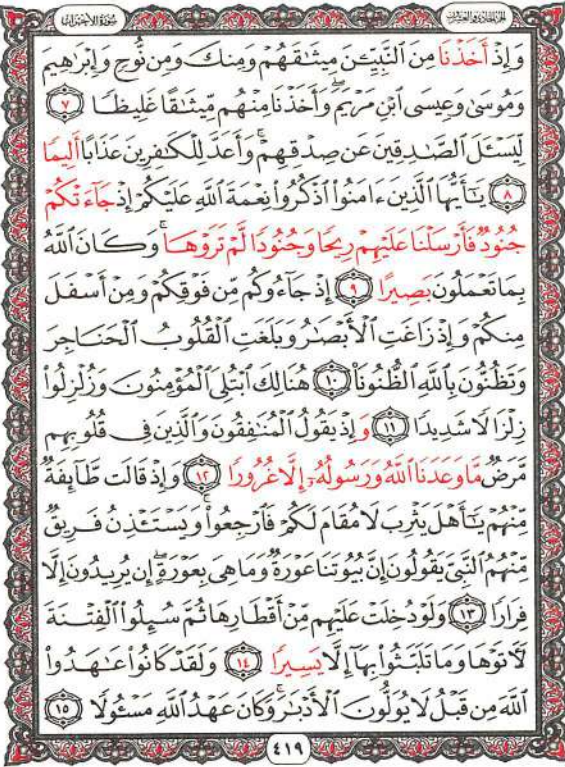 الجزء الحادي والعشرون
سورة الأحزاب
وَإِذْ أَخَذْنَا مِنَ ٱلنَّبِيِّـۧنَ مِيثَـٰقَهُمْ وَمِنكَ وَمِن نُّوحٍ وَإِبْرَٰهِيمَ
وَمُوسَىٰ وَعِيسَى ٱبْنِ مَرْيَمَ ۖ وَأَخَذْنَا مِنْهُم مِّيثَـٰقًا غَلِيظًا ٧
لِّيَسْـَٔلَ ٱلصَّـٰدِقِينَ عَن صِدْقِهِمْ ۚ وَأَعَدَّ لِلْكَـٰفِرِينَ عَذَابًا أَلِيمًا
٨ يَـٰٓأَيُّهَا ٱلَّذِينَ ءَامَنُوا۟ ٱذْكُرُوا۟ نِعْمَةَ ٱللَّهِ عَلَيْكُمْ إِذْ جَآءَتْكُمْ
جُنُودٌ فَأَرْسَلْنَا عَلَيْهِمْ رِيحًا وَجُنُودًا لَّمْ تَرَوْهَا ۚ وَكَانَ ٱللَّهُ
بِمَا تَعْمَلُونَ بَصِيرًا ٩ إِذْ جَآءُوكُم مِّن فَوْقِكُمْ وَمِنْ أَسْفَلَ
مِنكُمْ وَإِذْ زَاغَتِ ٱلْأَبْصَـٰرُ وَبَلَغَتِ ٱلْقُلُوبُ ٱلْحَنَاجِرَ
وَتَظُنُّونَ بِٱللَّهِ ٱلظُّنُونَا۠ ١٠ هُنَالِكَ ٱبْتُلِىَ ٱلْمُؤْمِنُونَ وَزُلْزِلُوا۟
زِلْزَالًا شَدِيدًا ١١ وَإِذْ يَقُولُ ٱلْمُنَـٰفِقُونَ وَٱلَّذِينَ فِى قُلُوبِهِم
مَّرَضٌ مَّا وَعَدَنَا ٱللَّهُ وَرَسُولُهُۥٓ إِلَّا غُرُورًا ١٢ وَإِذْ قَالَت طَّآئِفَةٌ
مِّنْهُمْ يَـٰٓأَهْلَ يَثْرِبَ لَا مُقَامَ لَكُمْ فَٱرْجِعُوا۟ ۚ وَيَسْتَـْٔذِنُ فَرِيقٌ
مِّنْهُمُ ٱلنَّبِىَّ يَقُولُونَ إِنَّ بُيُوتَنَا عَوْرَةٌ وَمَا هِىَ بِعَوْرَةٍ ۖ إِن يُرِيدُونَ إِلَّا
فِرَارًا ١٣ وَلَوْ دُخِلَتْ عَلَيْهِم مِّنْ أَقْطَارِهَا ثُمَّ سُئِلُوا۟ ٱلْفِتْنَةَ
لَـَٔاتَوْهَا وَمَا تَلَبَّثُوا۟ بِهَآ إِلَّا يَسِيرًا ١٤ وَلَقَدْ كَانُوا۟ عَـٰهَدُوا۟
ٱللَّهَ مِن قَبْلُ لَا يُوَلُّونَ ٱلْأَدْبَـٰرَ ۚ وَكَانَ عَهْدُ ٱللَّهِ مَسْـُٔولًا ١٥
٤١٩